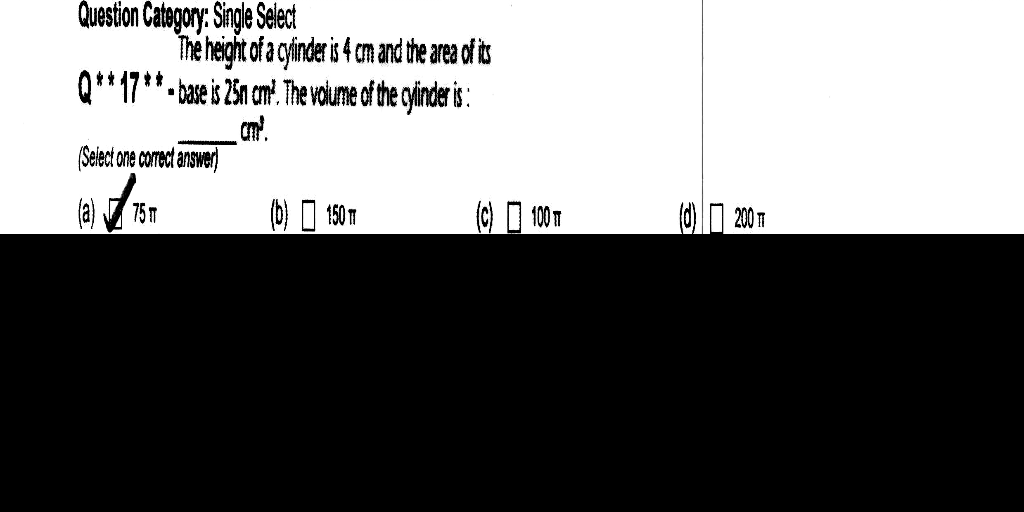 Question Category: Single Select
The height of a cylinder is 4 cm and the area of its
Q**17** - base is 25π cm². The volume of the cylinder is :
______ cm³.
(Select one correct answer)
(a) ☑ 75 π (b) ☐ 150 π (c) ☐ 100 π (d) ☐ 200 π